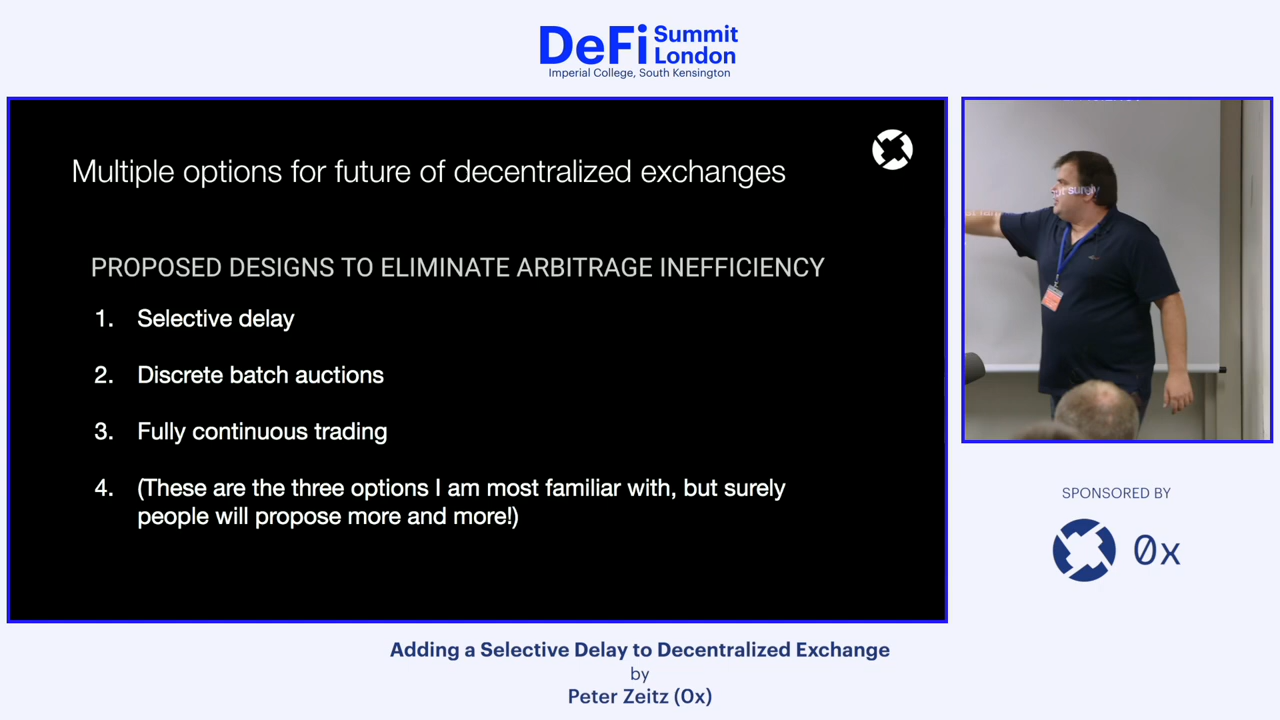 DeFi Summit London
Imperial College, South Kensington
Multiple options for future of decentralized exchanges
PROPOSED DESIGNS TO ELIMINATE ARBITRAGE INEFFICIENCY
1. Selective delay
2. Discrete batch auctions
3. Fully continuous trading
4. (These are the three options I am most familiar with, but surely
people will propose more and more!)
surely
SPONSORED BY
0x
Adding a Selective Delay to Decentralized Exchange
by
Peter Zeitz (0x)